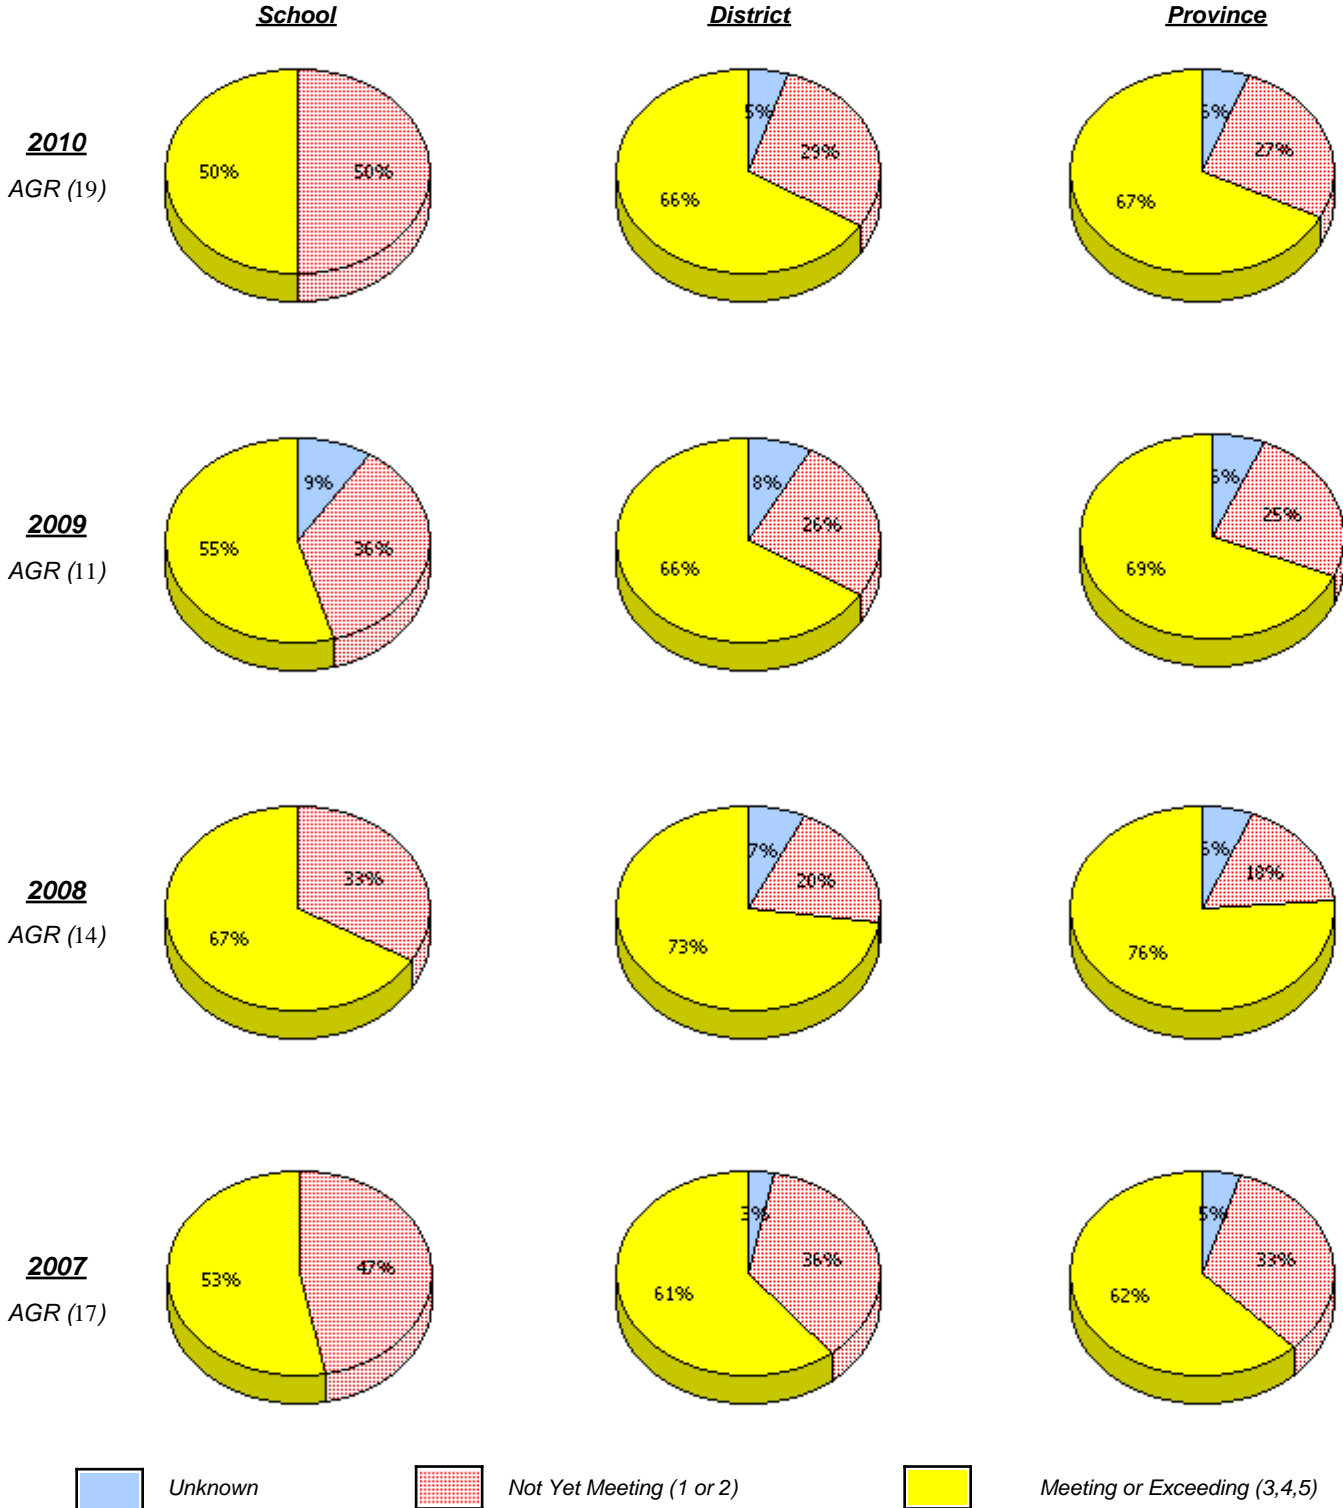 School District Province
2010
AGR (19)
50% 50%
5% 29% 66%
6% 27% 67%
2009
AGR (11)
9% 36% 55%
8% 26% 66%
6% 25% 69%
2008
AGR (14)
33% 67%
7% 20% 73%
6% 18% 76%
2007
AGR (17)
47% 53%
3% 36% 61%
5% 33% 62%
Unknown Not Yet Meeting (1 or 2) Meeting or Exceeding (3,4,5)